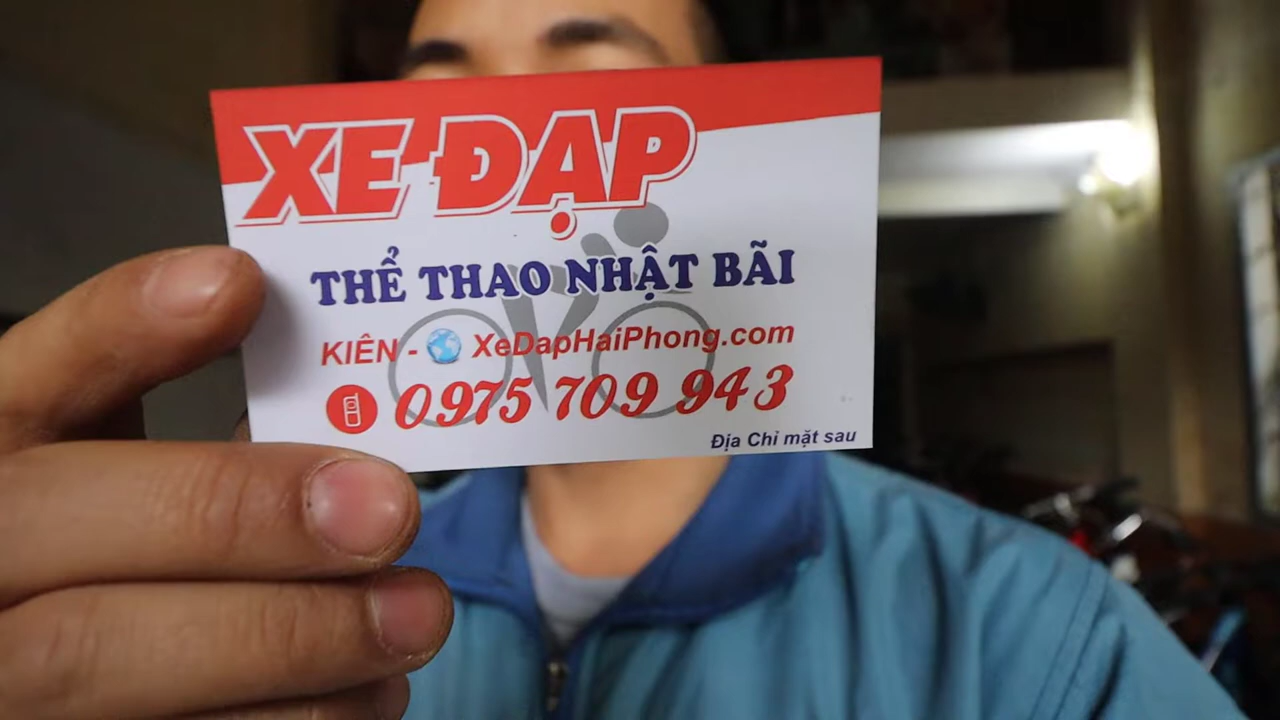 XE ĐẠP
THỂ THAO NHẬT BÃI
KIÊN - XeDapHaiPhong.com
0975 709 943
Địa Chỉ mặt sau